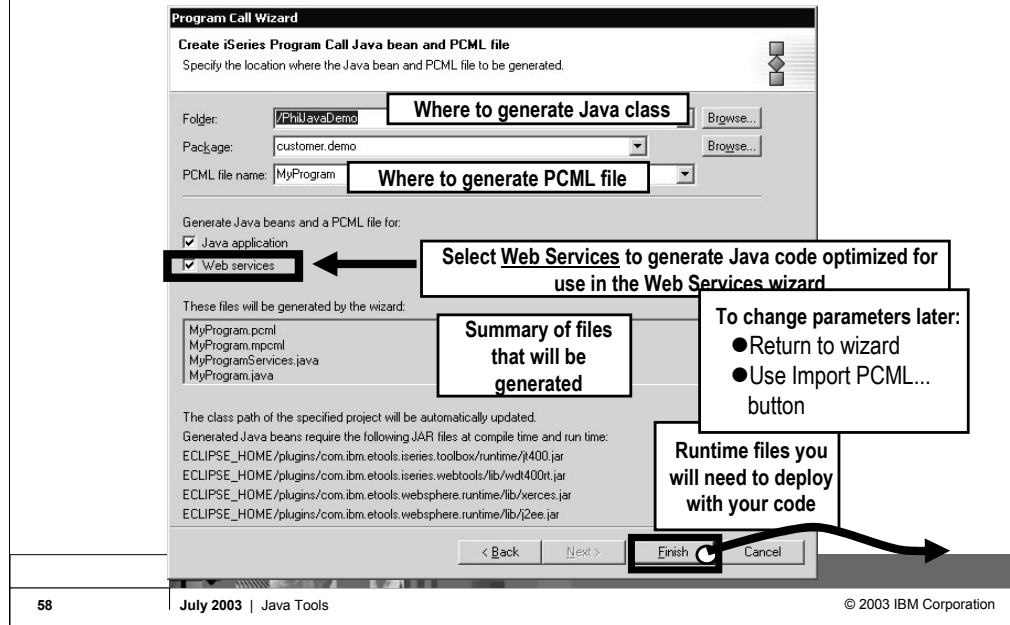 Program Call Wizard
Create iSeries Program Call Java bean and PCML file
Specify the location where the Java bean and PCML file to be generated.
Folder: /PhilJavaDemo Browse...
Where to generate Java class
Package: customer.demo Browse...
PCML file name: MyProgram
Where to generate PCML file
Generate Java beans and a PCML file for:
Java application
Web services
Select Web Services to generate Java code optimized for
use in the Web Services wizard
These files will be generated by the wizard:
MyProgram.pcml
MyProgram.mpcml
MyProgramServices.java
MyProgram.java
Summary of files
that will be
generated
To change parameters later:
●Return to wizard
●Use Import PCML...
button
The class path of the specified project will be automatically updated.
Generated Java beans require the following JAR files at compile time and run time:
ECLIPSE_HOME/plugins/com.ibm.etools.iseries.toolbox/runtime/jt400.jar
ECLIPSE_HOME/plugins/com.ibm.etools.iseries.webtools/lib/wdt400rt.jar
ECLIPSE_HOME/plugins/com.ibm.etools.websphere.runtime/lib/xerces.jar
ECLIPSE_HOME/plugins/com.ibm.etools.websphere.runtime/lib/j2ee.jar
Runtime files you
will need to deploy
with your code
< Back Next > Finish Cancel
58 July 2003 | Java Tools © 2003 IBM Corporation